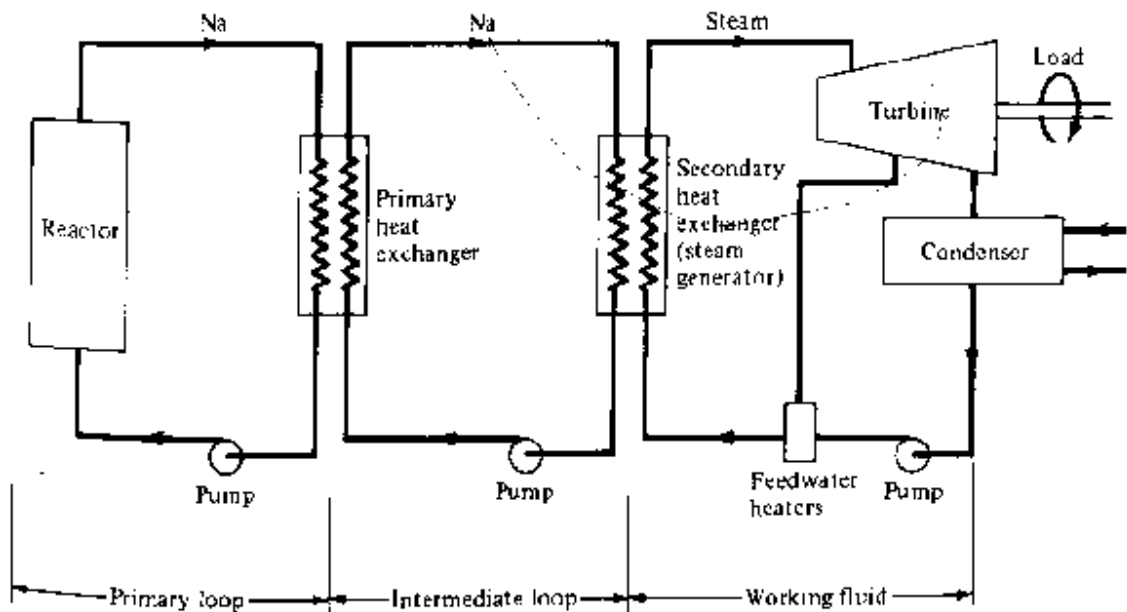 Na
Na
Steam
Load
Turbine
Reactor
Primary
heat
exchanger
Secondary
heat
exchanger
(steam
generator)
Condenser
Pump
Pump
Feedwater
heaters
Pump
Primary loop
Intermediate loop
Working fluid